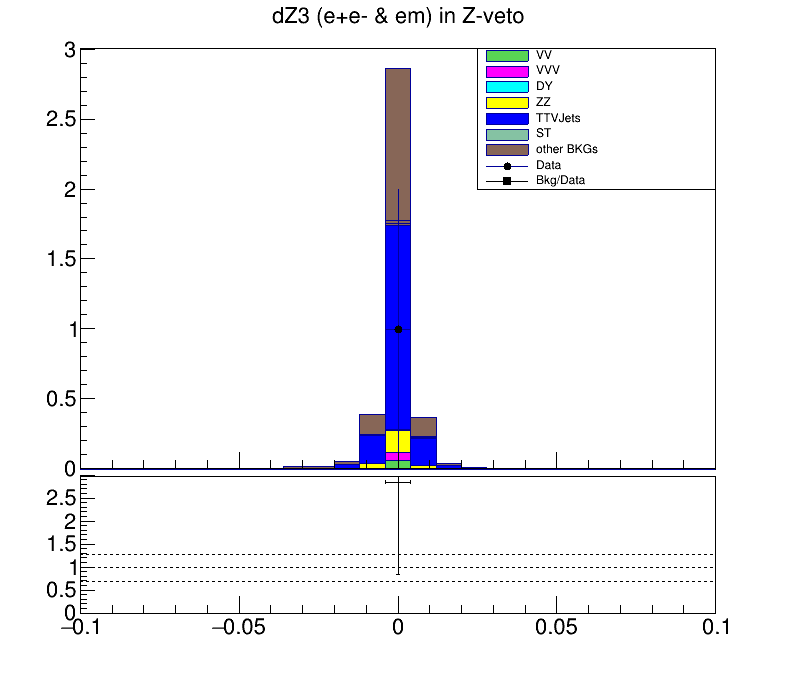 dZ3 (e+e- & em) in Z-veto
3
2.5
2
1.5
1
0.5
0
VV
VVV
DY
ZZ
TTVJets
ST
other BKGs
Data
Bkg/Data
2.5
2
1.5
1
0.5
0
−0.1
−0.05
0
0.05
0.1